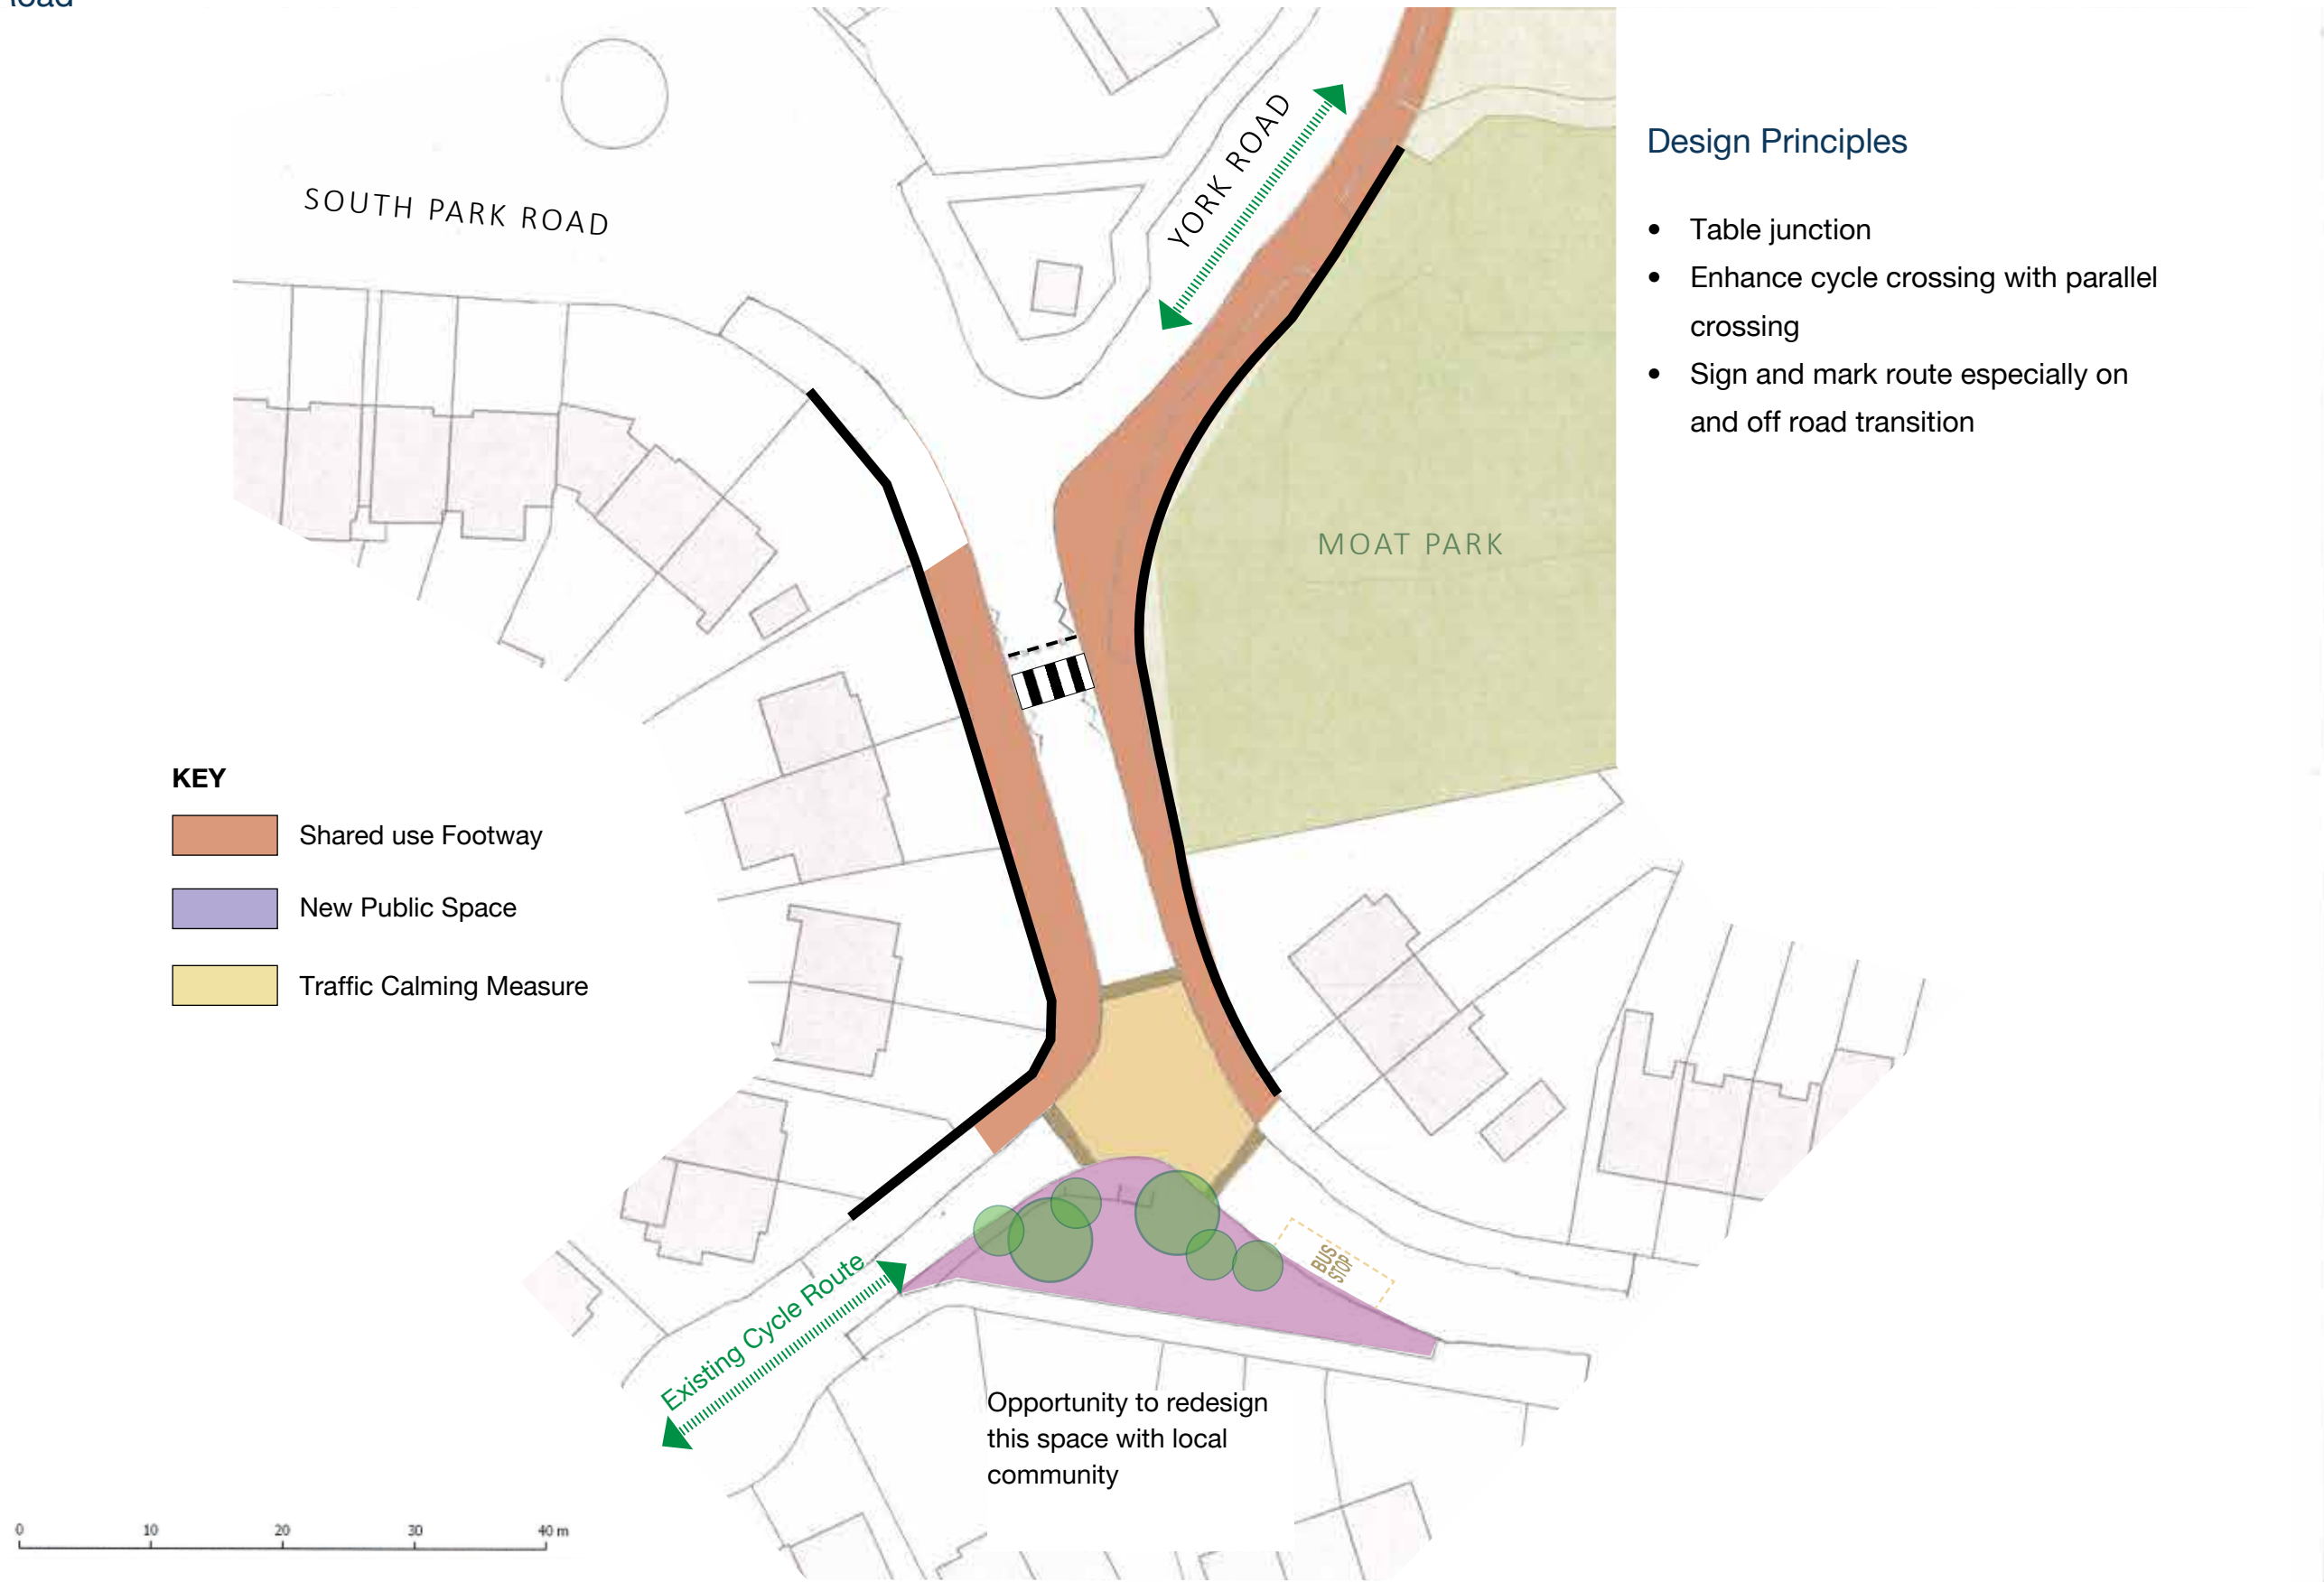 SOUTH PARK ROAD
YORK ROAD
Design Principles
• Table junction
• Enhance cycle crossing with parallel
crossing
• Sign and mark route especially on
and off road transition
MOAT PARK
KEY
Shared use Footway
New Public Space
Traffic Calming Measure
BUS
STOP
Existing Cycle Route
Opportunity to redesign
this space with local
community
0 10 20 30 40 m